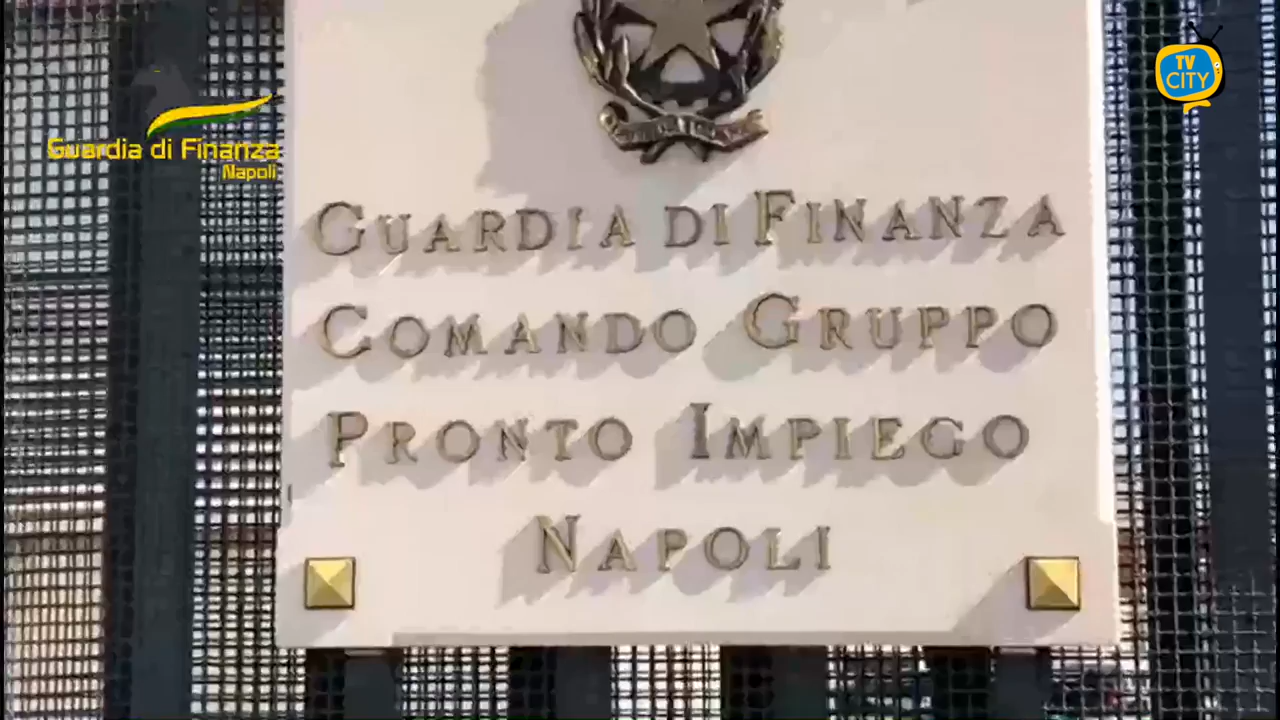 TV
CITY
Guardia di Finanza
Napoli
GUARDIA DI FINANZA
COMANDO GRUPPO
PRONTO IMPIEGO
NAPOLI